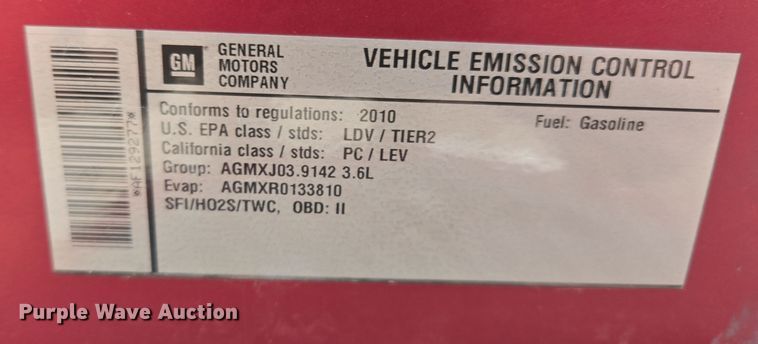 GM
GENERAL
MOTORS
COMPANY
VEHICLE EMISSION CONTROL
INFORMATION
Conforms to regulations: 2010
Fuel: Gasoline
U.S. EPA class / stds: LDV / TIER2
California class / stds: PC / LEV
Group: AGMXJ03.9142 3.6L
Evap: AGMXR0133810
SFI/HO2S/TWC, OBD: II
*AF129277*
Purple Wave Auction